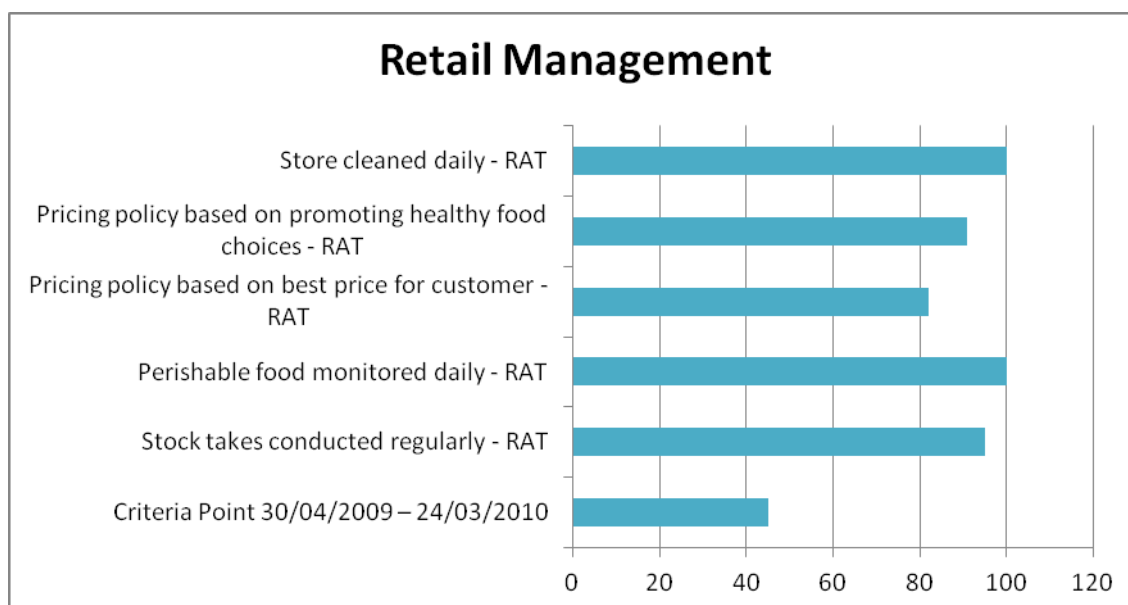 Retail Management
Store cleaned daily - RAT
Pricing policy based on promoting healthy food
choices - RAT
Pricing policy based on best price for customer -
RAT
Perishable food monitored daily - RAT
Stock takes conducted regularly - RAT
Criteria Point 30/04/2009 – 24/03/2010
0 20 40 60 80 100 120